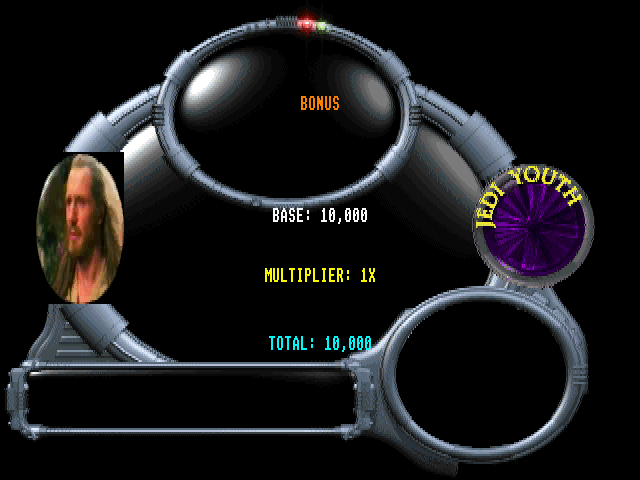 BONUS
BASE: 10,000
JEDI YOUTH
MULTIPLIER: 1X
TOTAL: 10,000